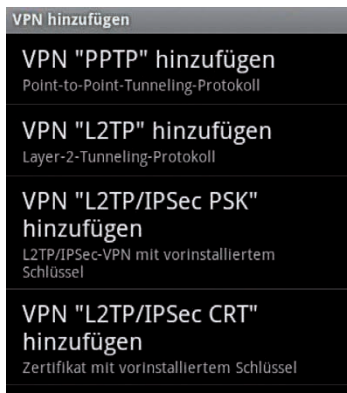 VPN hinzufügen
VPN "PPTP" hinzufügen
Point-to-Point-Tunneling-Protokoll
VPN "L2TP" hinzufügen
Layer-2-Tunneling-Protokoll
VPN "L2TP/IPSec PSK"
hinzufügen
L2TP/IPSec-VPN mit vorinstalliertem
Schlüssel
VPN "L2TP/IPSec CRT"
hinzufügen
Zertifikat mit vorinstalliertem Schlüssel